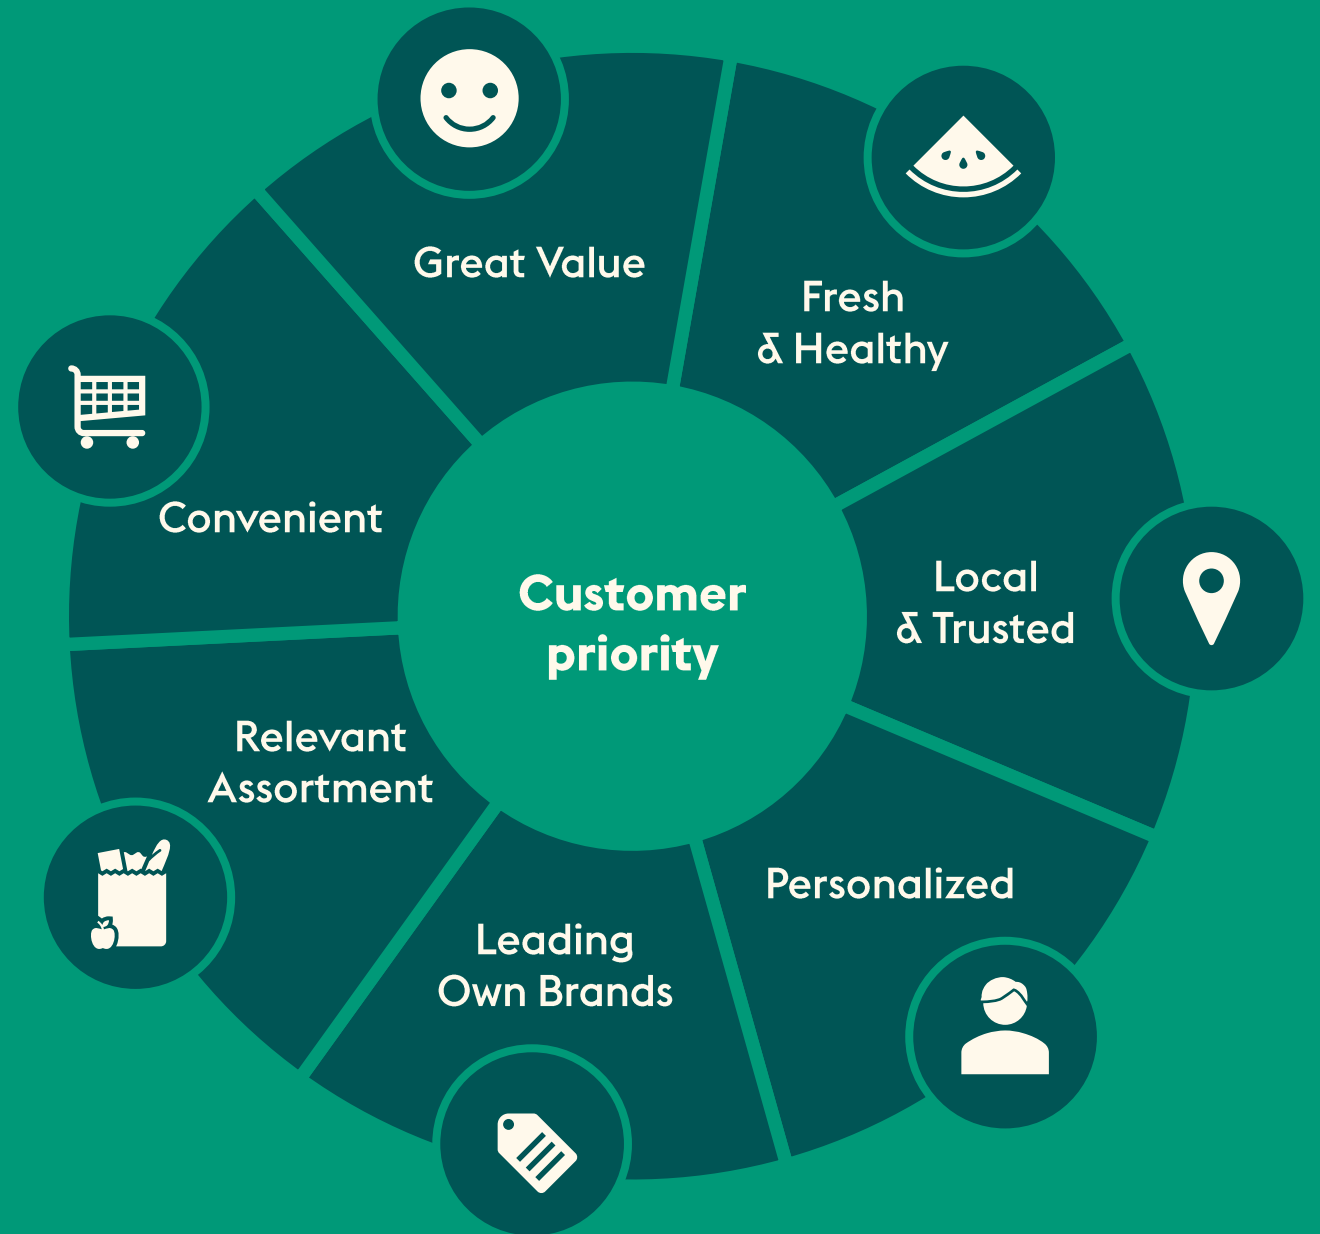 Great Value
Fresh
& Healthy
Local
& Trusted
Personalized
Leading
Own Brands
Relevant
Assortment
Convenient
Customer
priority